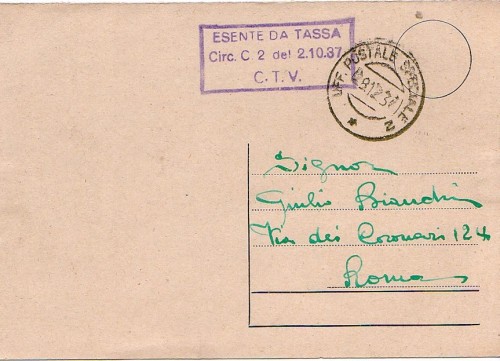 ESENTE DA TASSA
Circ. C 2 del 2.10.37
C. T. V.
UFF. POSTALE SPECIALE
2
Signor
Giulio Bianchi
Via dei Coronari 124
Roma